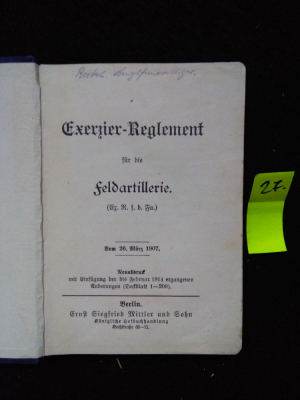 Exerzier-Reglement
für die
Feldartillerie.
(Ex. R. f. d. Fa.)
Vom 26. März 1907.
Neuabdruck
mit Einfügung der bis Februar 1914 ergangenen
Änderungen (Deckblatt 1—209).
Berlin.
Ernst Siegfried Mittler und Sohn
Königliche Hofbuchhandlung
Kochstraße 68—71.
27.